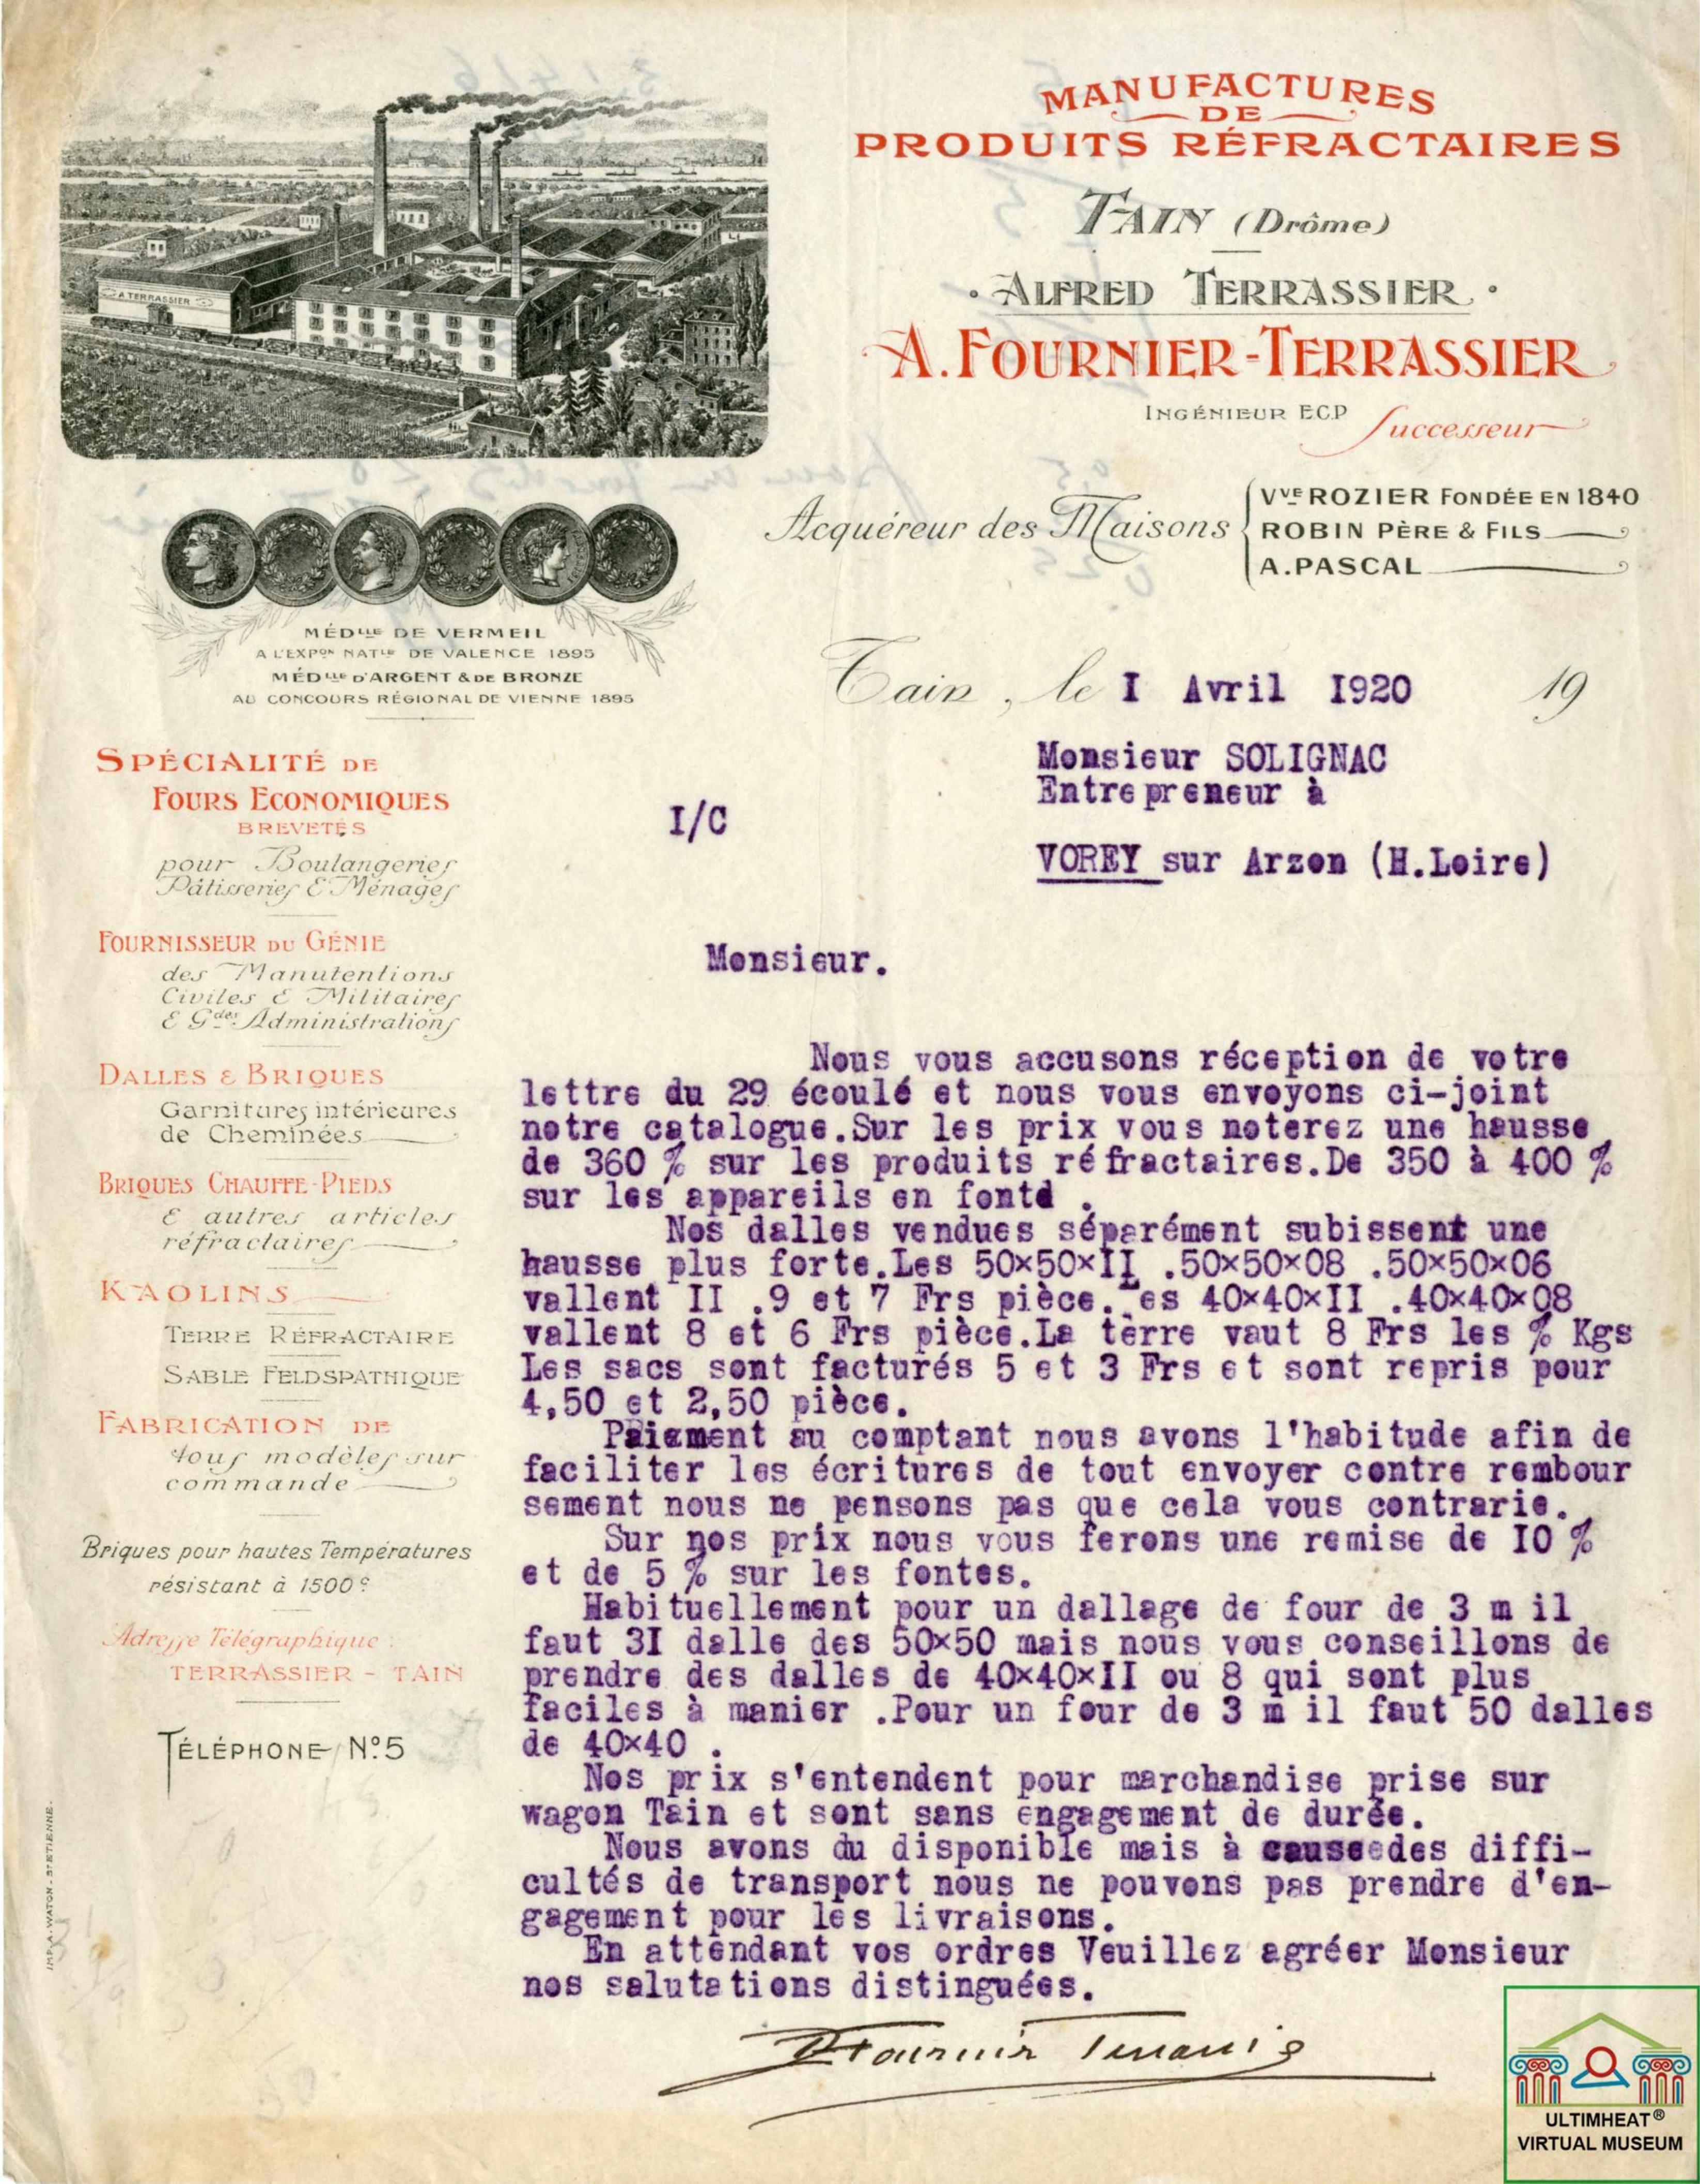 MANUFACTURES
DE
PRODUITS RÉFRACTAIRES
TAIN (Drôme)
• ALFRED TERRASSIER •
A. FOURNIER-TERRASSIER
INGÉNIEUR ECP Successeur
Acquéreur des Maisons
VVE ROZIER FONDÉE EN 1840
ROBIN PÈRE & FILS
A. PASCAL
A TERRASSIER
MÉDLLE DE VERMEIL
A L'EXPON NATLE DE VALENCE 1895
MÉDLLE D'ARGENT & DE BRONZE
AU CONCOURS RÉGIONAL DE VIENNE 1895
Tain, le I Avril 1920 19
Monsieur SOLIGNAC
Entrepreneur à
I/C
VOREY sur Arzon (H.Loire)
SPÉCIALITÉ DE
FOURS ECONOMIQUES
BREVETÉS
pour Boulangeries
Pâtisseries & Ménages
FOURNISSEUR DU GÉNIE
des Manutentions
Civiles & Militaires
& Gdes Administrations
DALLES & BRIQUES
Garnitures intérieures
de Cheminées
BRIQUES CHAUFFE-PIEDS
& autres articles
réfractaires
KAOLINS
TERRE RÉFRACTAIRE
SABLE FELDSPATHIQUE
FABRICATION DE
tous modèles sur
commande
Briques pour hautes Températures
résistant à 1500°
Adresse Télégraphique :
TERRASSIER - TAIN
TÉLÉPHONE N° 5
IMP. A. WATON. ST ETIENNE.
Monsieur.
Nous vous accusons réception de votre
lettre du 29 écoulé et nous vous envoyons ci-joint
notre catalogue.Sur les prix vous noterez une hausse
de 360 % sur les produits réfractaires.De 350 à 400 %
sur les appareils en fonte .
Nos dalles vendues séparément subissent une
hausse plus forte.Les 50×50×II .50×50×08 .50×50×06
vallent II .9 et 7 Frs pièce. es 40×40×II .40×40×08
vallent 8 et 6 Frs pièce.La terre vaut 8 Frs les % Kgs
Les sacs sont facturés 5 et 3 Frs et sont repris pour
4,50 et 2,50 pièce.
Paiement au comptant nous avons l'habitude afin de
faciliter les écritures de tout envoyer contre rembour
sement nous ne pensons pas que cela vous contrarie.
Sur nos prix nous vous ferons une remise de I0 %
et de 5 % sur les fontes.
Habituellement pour un dallage de four de 3 m il
faut 3I dalle des 50×50 mais nous vous conseillons de
prendre des dalles de 40×40×II ou 8 qui sont plus
faciles à manier .Pour un four de 3 m il faut 50 dalles
de 40×40 .
Nos prix s'entendent pour marchandise prise sur
wagon Tain et sont sans engagement de durée.
Nous avons du disponible mais à caussedes diffi-
cultés de transport nous ne pouvons pas prendre d'en-
gagement pour les livraisons.
En attendant vos ordres Veuillez agréer Monsieur
nos salutations distinguées.
ULTIMHEAT®
VIRTUAL MUSEUM